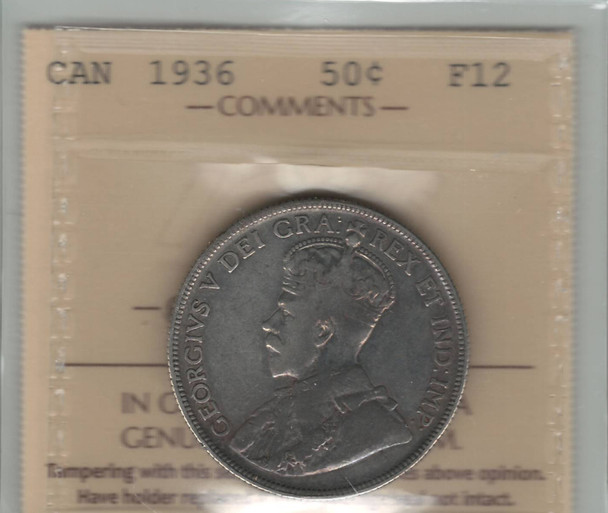 CAN 1936 50¢ F12
—COMMENTS—
GEORGIVS V DEI GRA: REX ET IND: IMP:
IN
GENU
Tampering with this above opinion.
Have holder not intact.